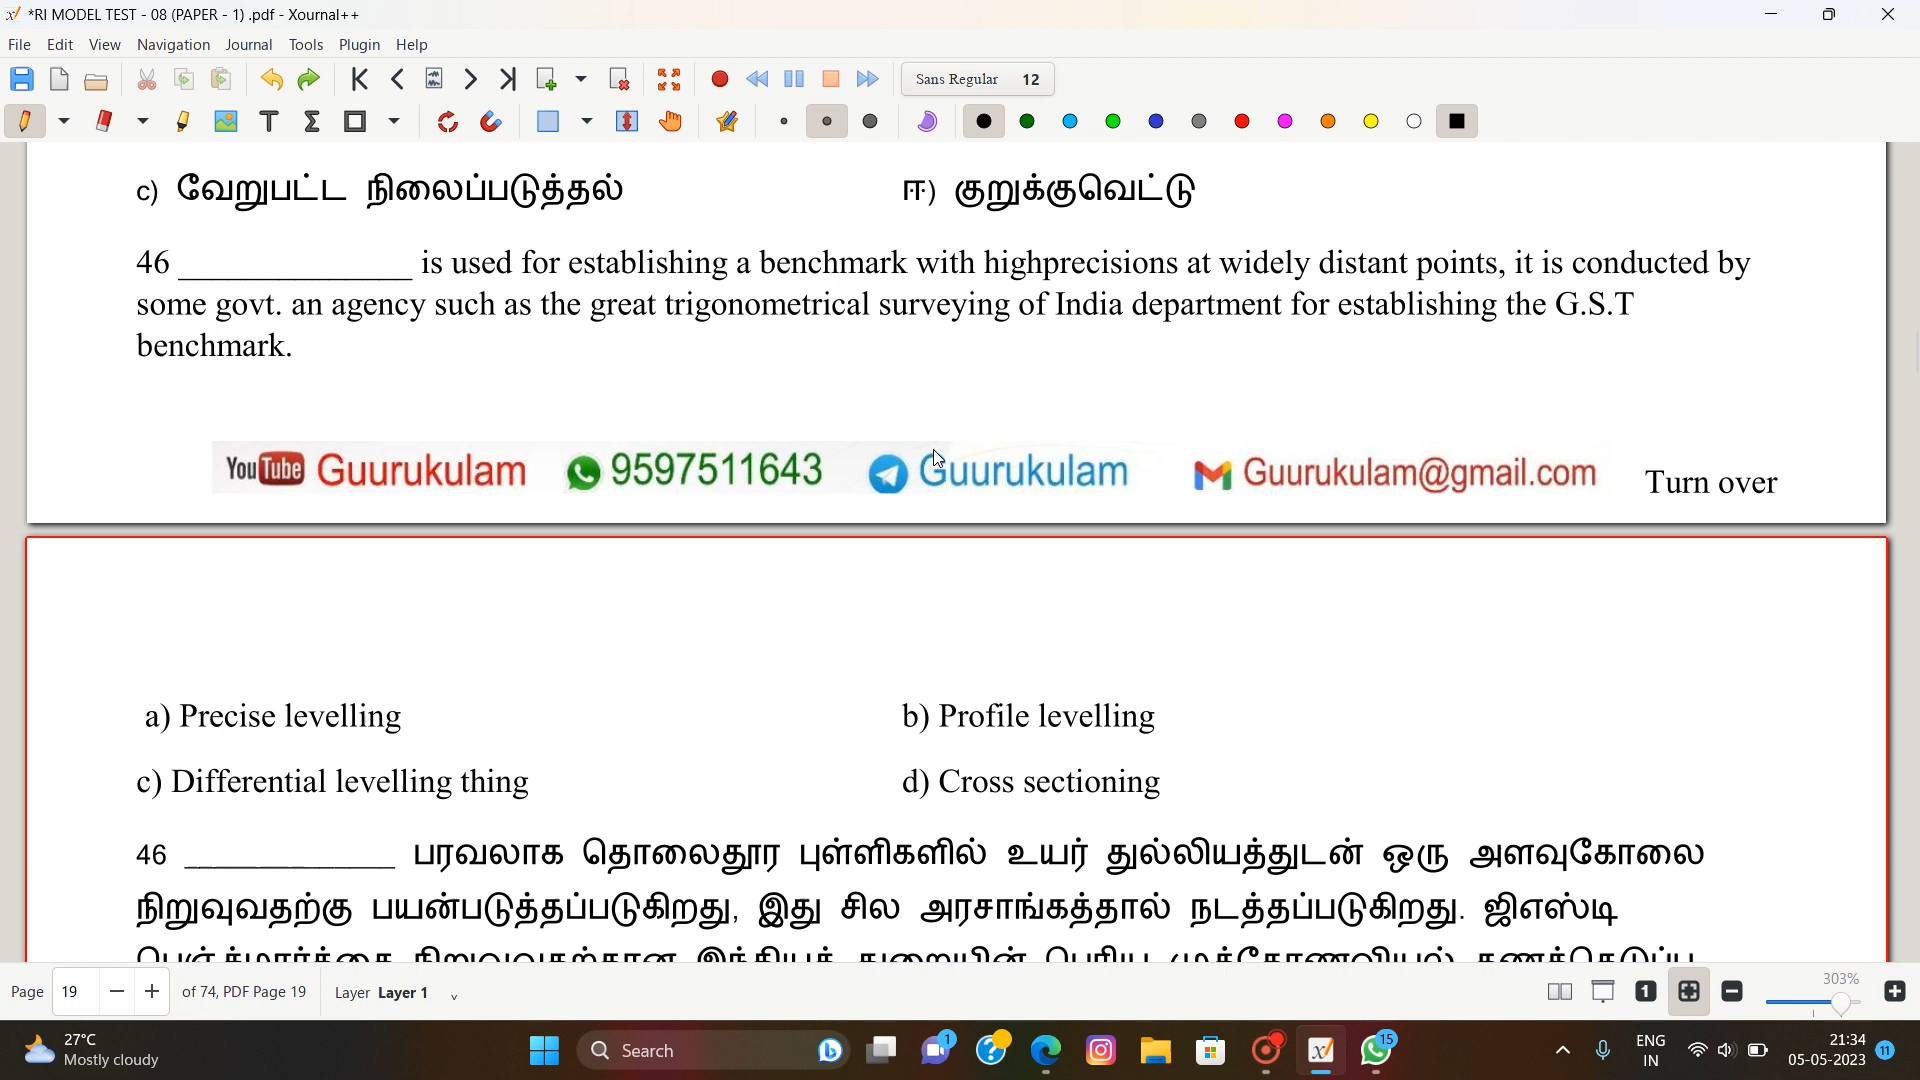 *RI MODEL TEST - 08 (PAPER - 1) .pdf - Xournal++
File Edit View Navigation Journal Tools Plugin Help
Sans Regular 12
c) வேறுபட்ட நிலைப்படுத்தல் ஈ) குறுக்குவெட்டு
46 ______________ is used for establishing a benchmark with highprecisions at widely distant points, it is conducted by
some govt. an agency such as the great trigonometrical surveying of India department for establishing the G.S.T
benchmark.
YouTube Guurukulam 9597511643 Guurukulam Guurukulam@gmail.com Turn over
a) Precise levelling b) Profile levelling
c) Differential levelling thing d) Cross sectioning
46 ______________ பரவலாக தொலைதூர புள்ளிகளில் உயர் துல்லியத்துடன் ஒரு அளவுகோலை
நிறுவுவதற்கு பயன்படுத்தப்படுகிறது, இது சில அரசாங்கத்தால் நடத்தப்படுகிறது. ஜிஎஸ்டி
Page 19 of 74, PDF Page 19 Layer Layer 1 303%
27°C
Mostly cloudy
Search
1
15
ENG
IN
21:34
05-05-2023
11